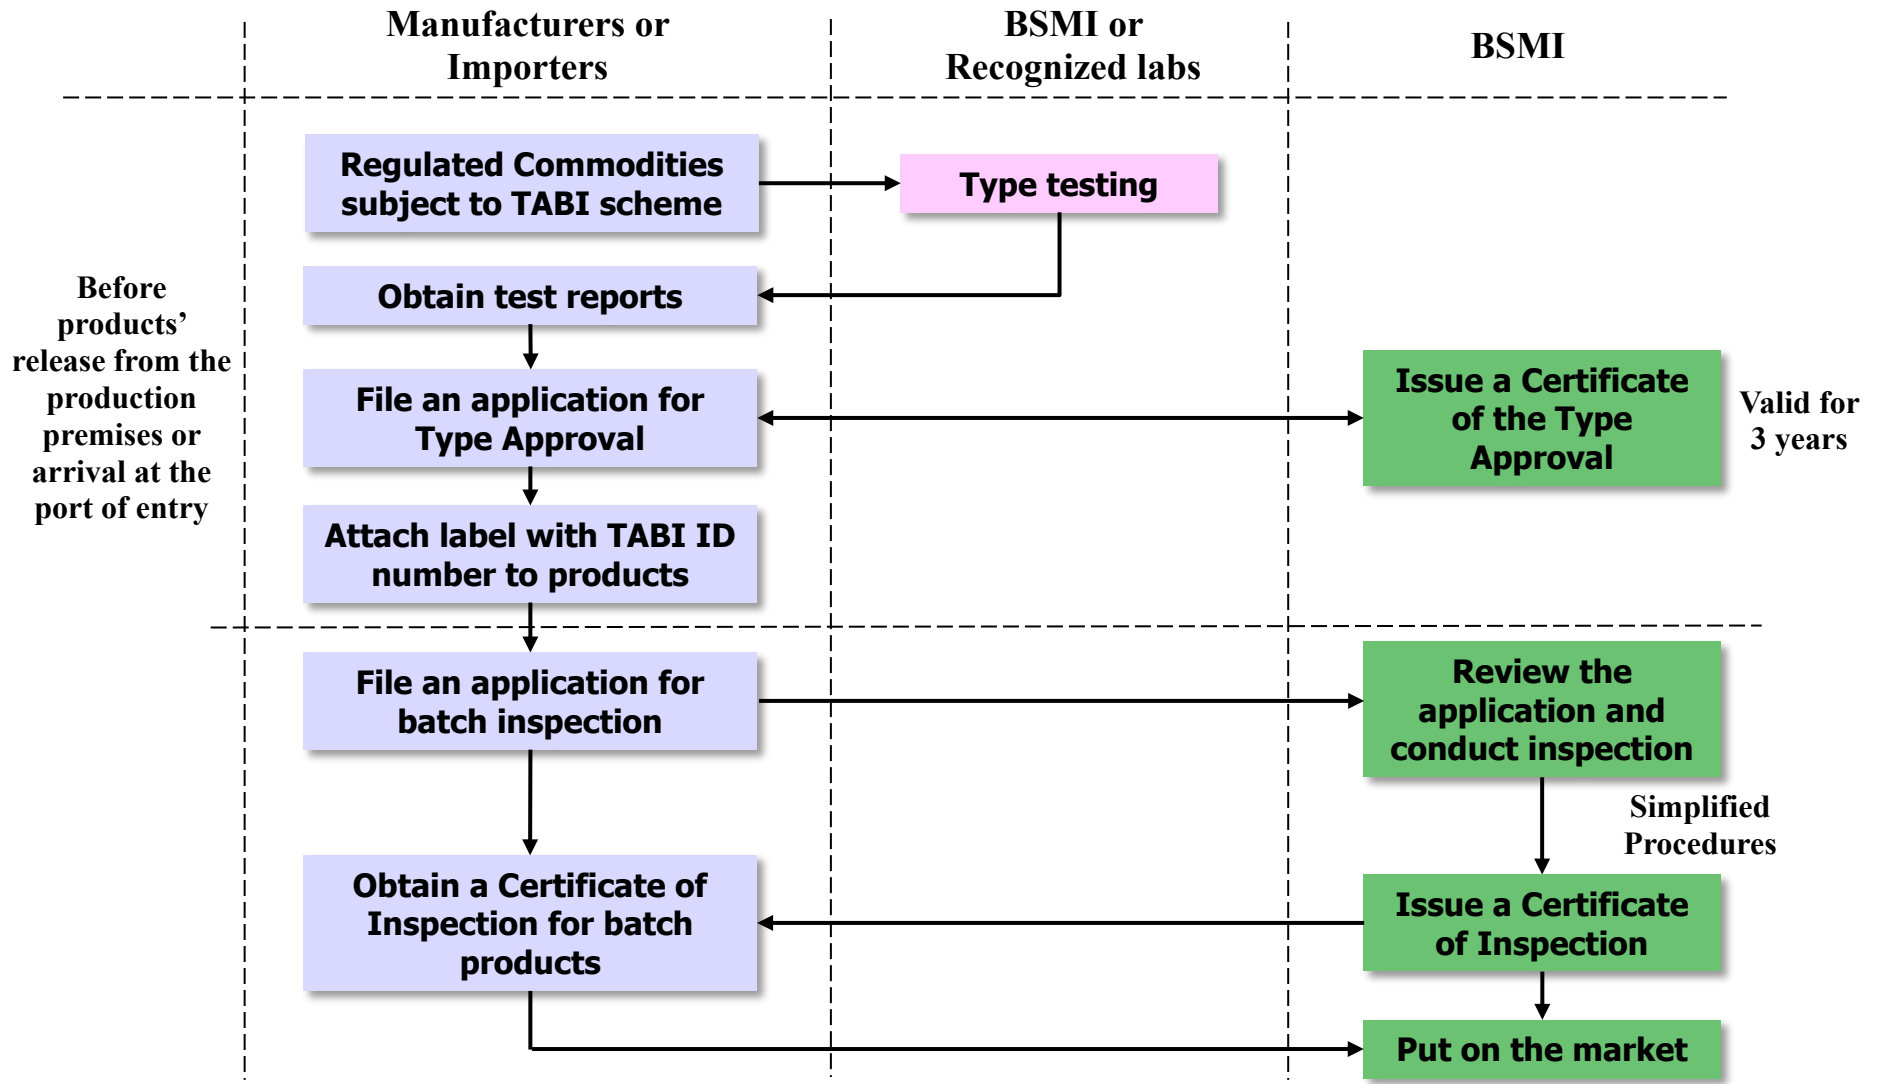 Manufacturers or
Importers
BSMI or
Recognized labs
BSMI
Regulated Commodities
subject to TABI scheme
Type testing
Before
products’
release from the
production
premises or
arrival at the
port of entry
Obtain test reports
File an application for
Type Approval
Issue a Certificate
of the Type
Approval
Valid for
3 years
Attach label with TABI ID
number to products
File an application for
batch inspection
Review the
application and
conduct inspection
Simplified
Procedures
Obtain a Certificate of
Inspection for batch
products
Issue a Certificate
of Inspection
Put on the market